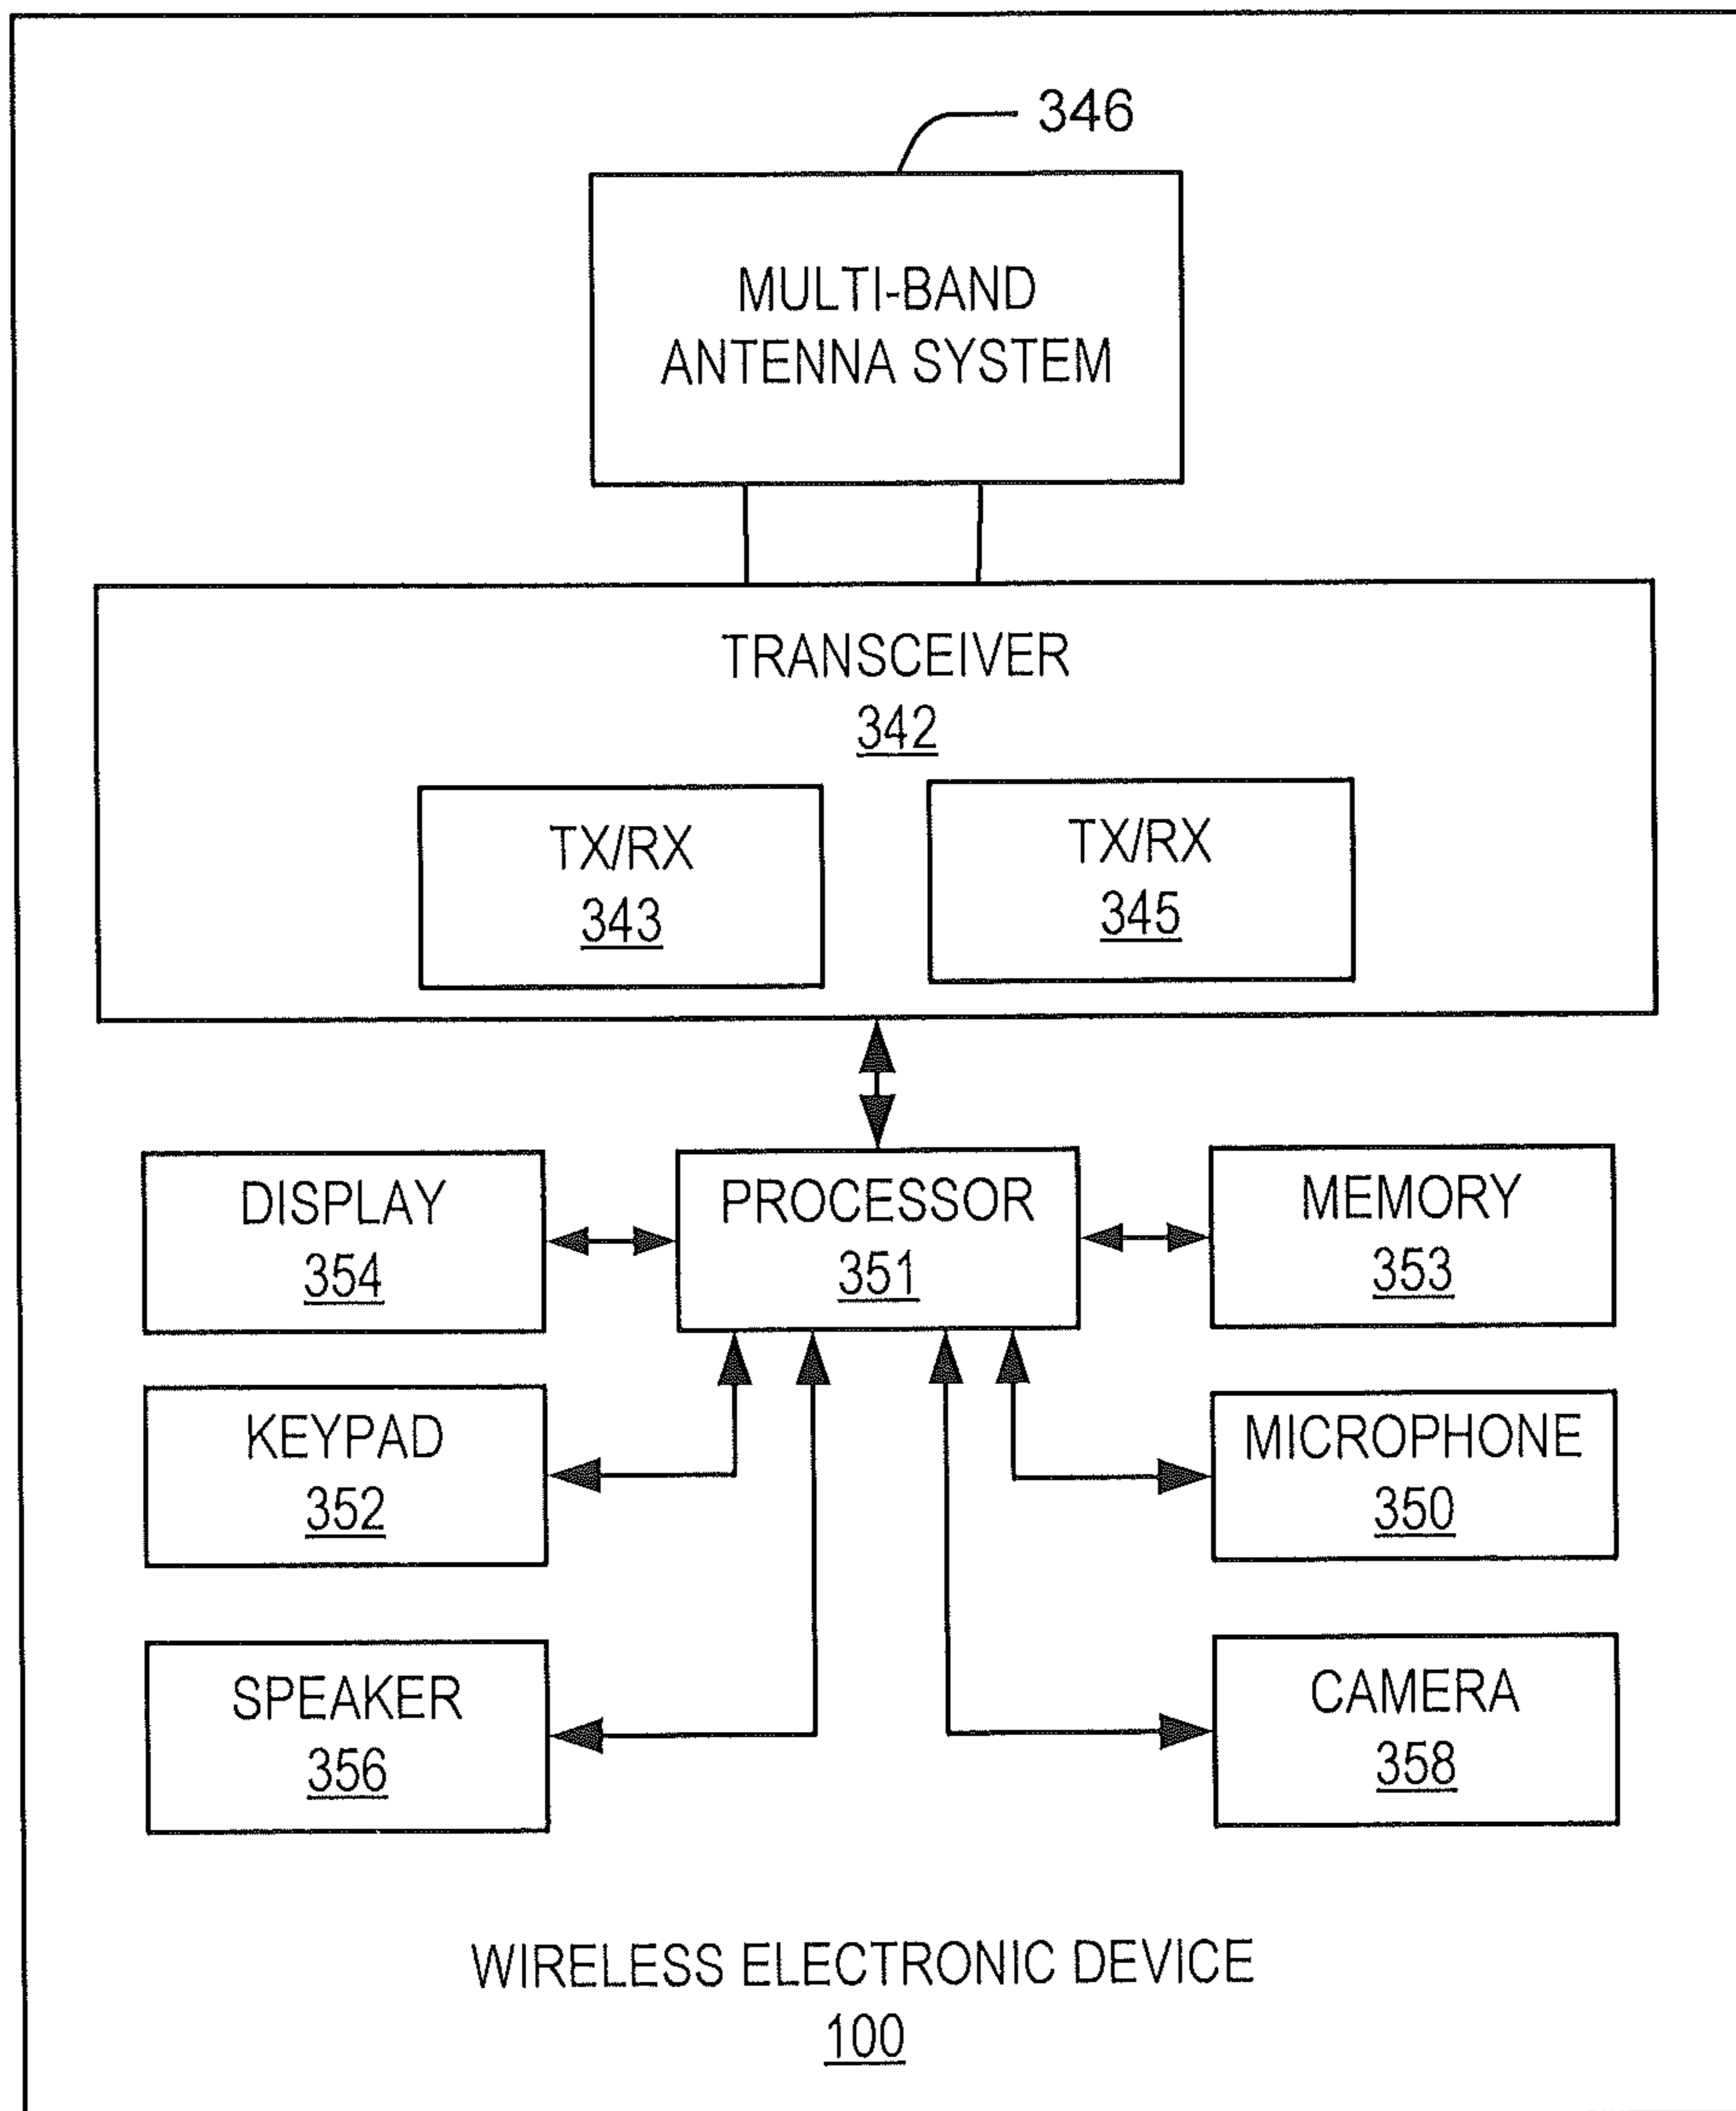 346
MULTI-BAND
ANTENNA SYSTEM
TRANSCEIVER
342
TX/RX
343
TX/RX
345
DISPLAY
354
PROCESSOR
351
MEMORY
353
KEYPAD
352
MICROPHONE
350
SPEAKER
356
CAMERA
358
WIRELESS ELECTRONIC DEVICE
100